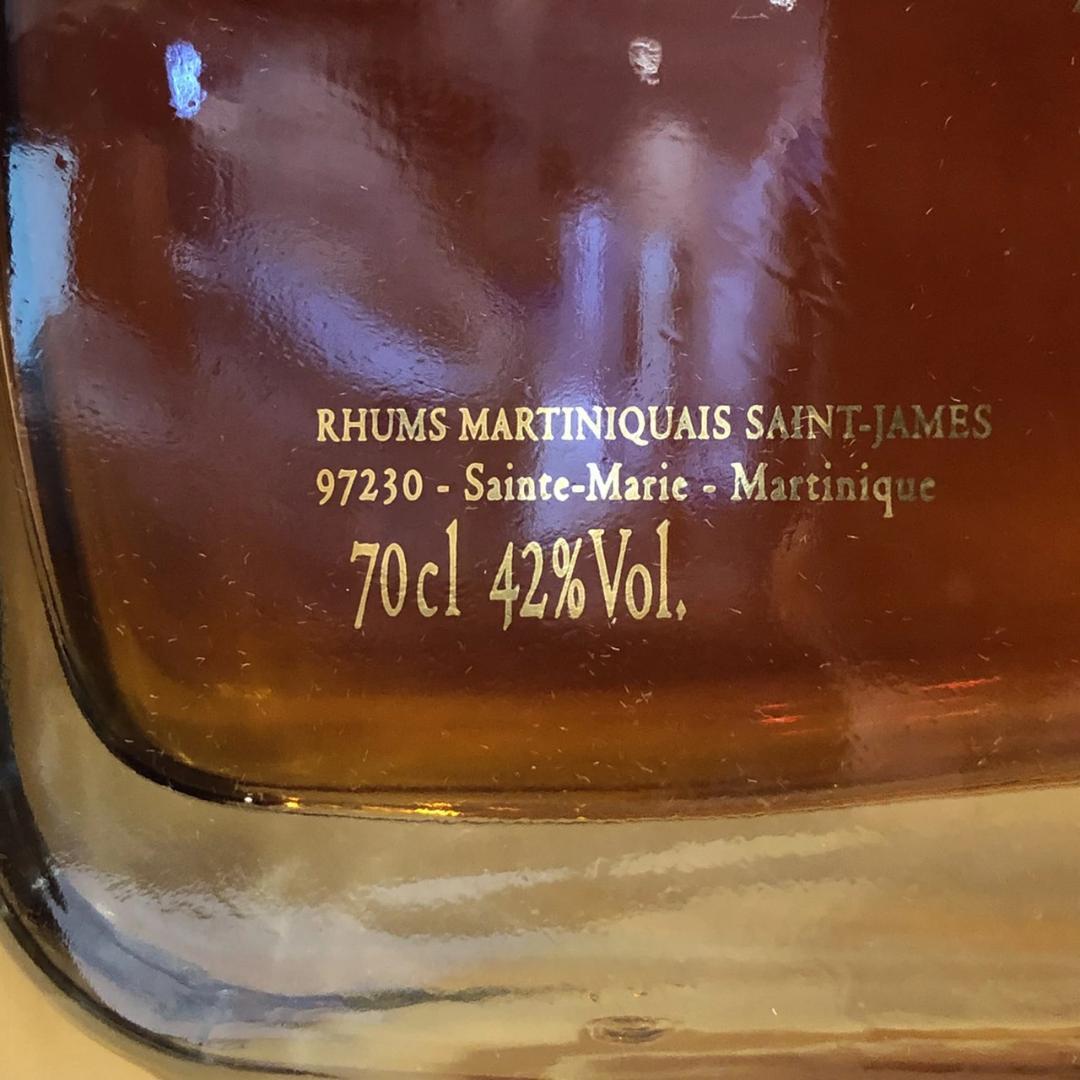 RHUMS MARTINIQUAIS SAINT-JAMES
97230 - Sainte-Marie - Martinique
70cl 42%Vol.